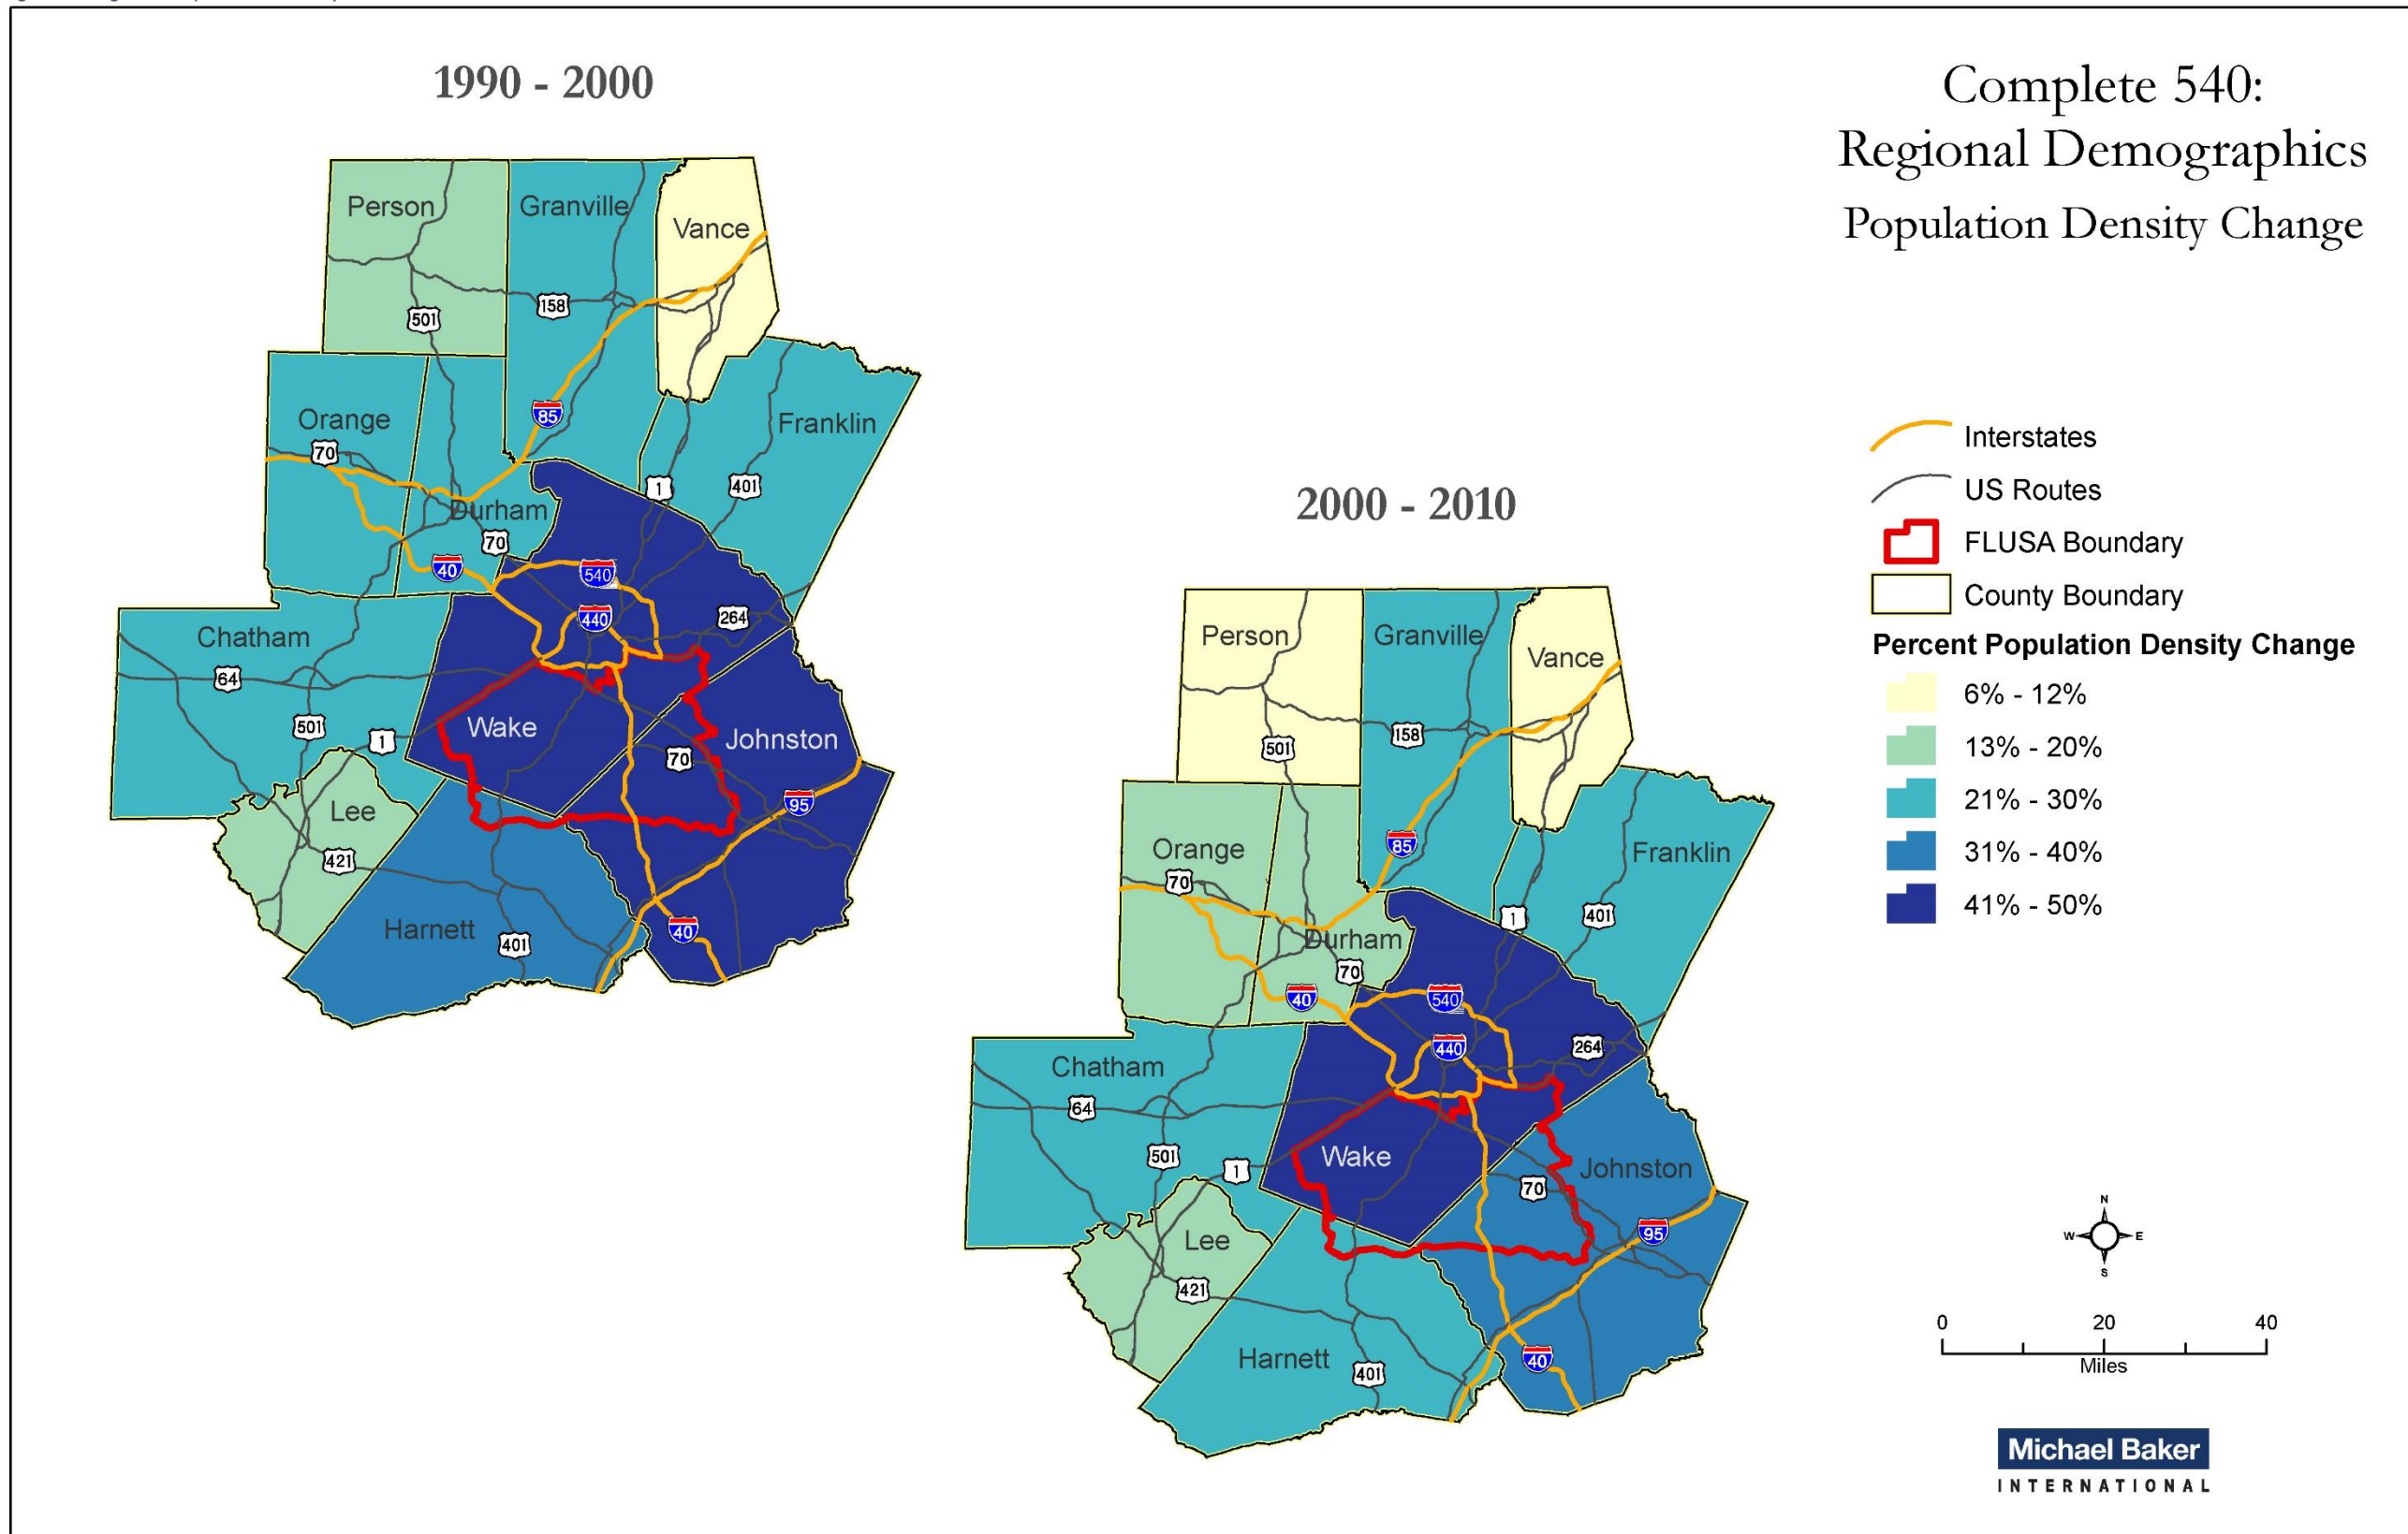 1990 - 2000
Person
Granville
Vance
158
501
85
Orange
70
Franklin
1
401
Durham
70
40
540
440
264
Chatham
64
501
1
Wake
Johnston
70
95
Lee
421
Harnett
401
40
2000 - 2010
Person
Granville
Vance
158
501
85
Orange
70
Franklin
1
401
Durham
70
40
540
440
264
Chatham
64
501
1
Wake
Johnston
70
95
Lee
421
Harnett
401
40
Complete 540:
Regional Demographics
Population Density Change
Interstates
US Routes
FLUSA Boundary
County Boundary
Percent Population Density Change
6% - 12%
13% - 20%
21% - 30%
31% - 40%
41% - 50%
N
W E
S
0 20 40
Miles
Michael Baker
INTERNATIONAL